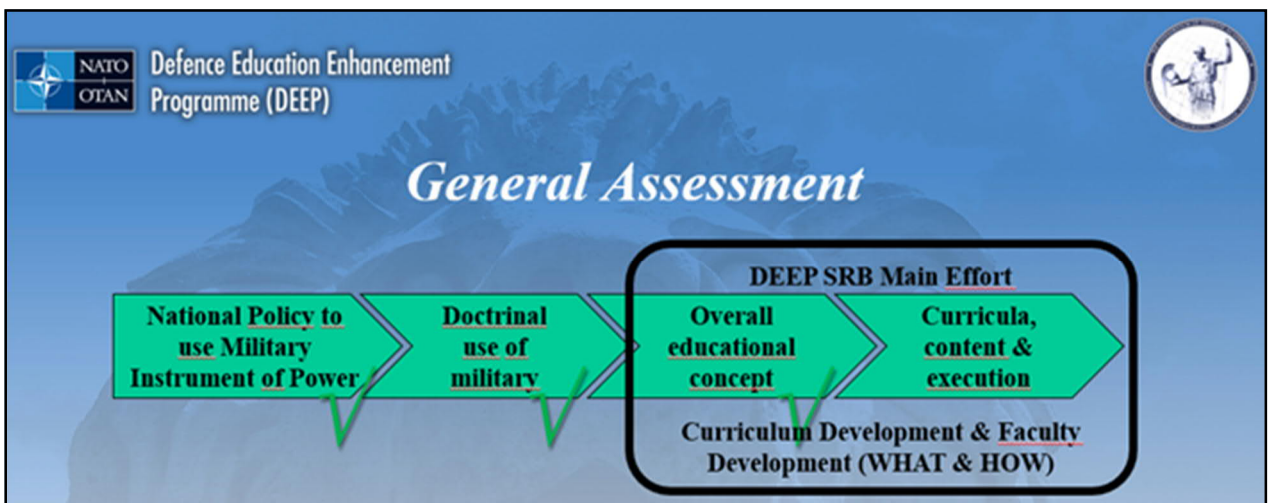 NATO
OTAN
Defence Education Enhancement
Programme (DEEP)
General Assessment
DEEP SRB Main Effort
National Policy to
use Military
Instrument of Power
Doctrinal
use of
military
Overall
educational
concept
Curricula,
content &
execution
Curriculum Development & Faculty
Development (WHAT & HOW)